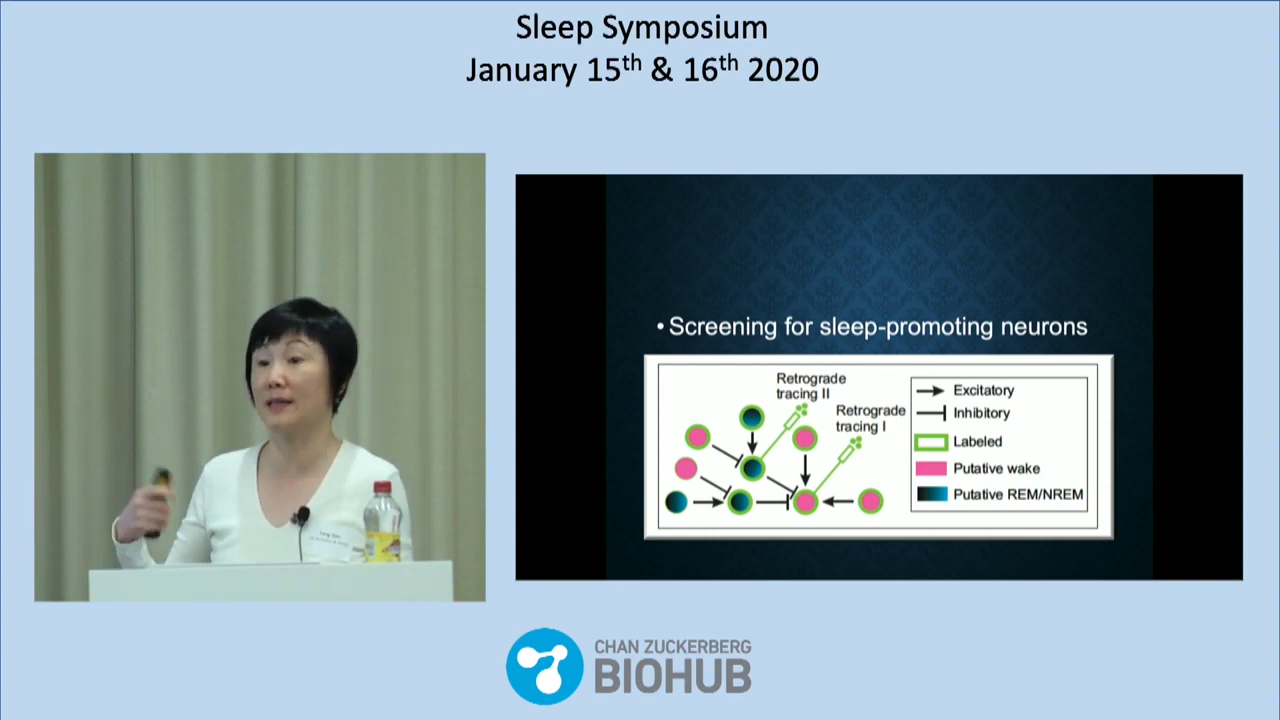 Sleep Symposium
January 15th & 16th 2020
• Screening for sleep-promoting neurons
Retrograde
tracing II
Retrograde
tracing I
Excitatory
Inhibitory
Labeled
Putative wake
Putative REM/NREM
CHAN ZUCKERBERG
BIOHUB